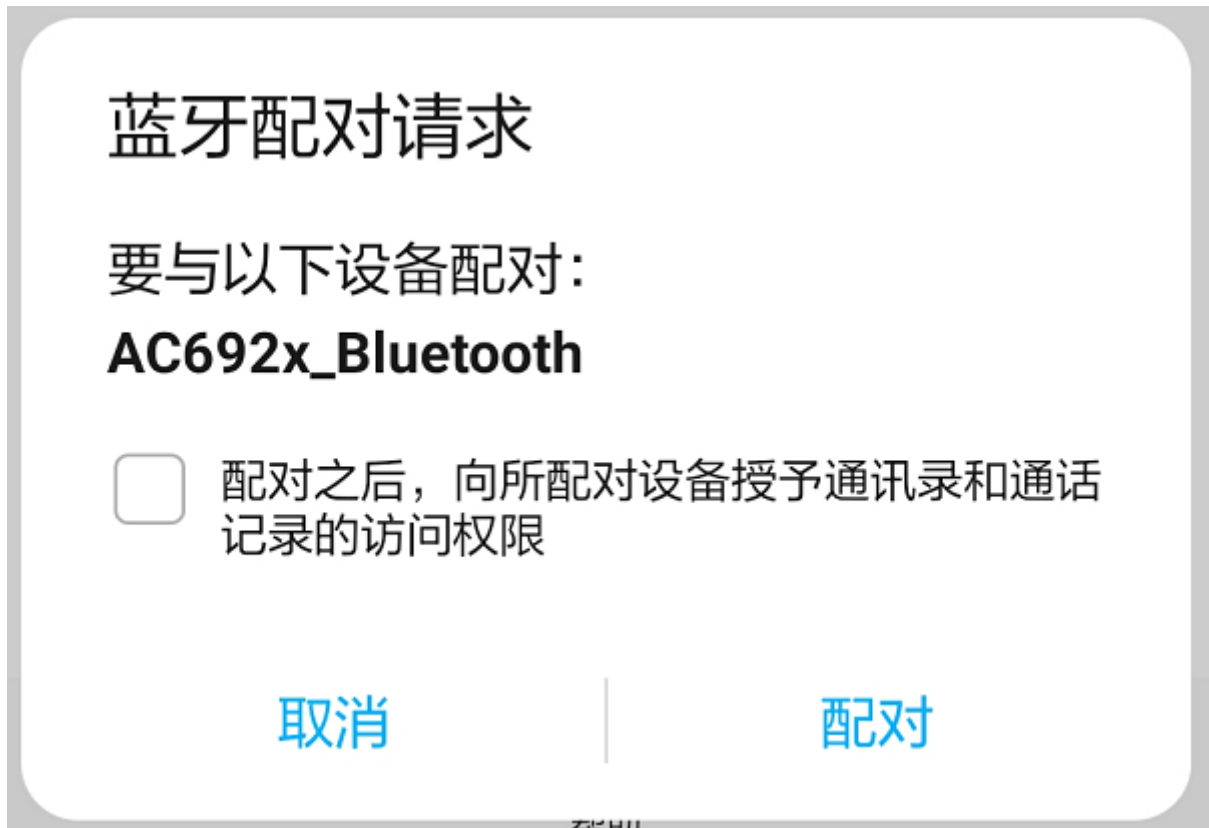 蓝牙配对请求
要与以下设备配对：
AC692x_Bluetooth
配对之后，向所配对设备授予通讯录和通话
记录的访问权限
取消
配对